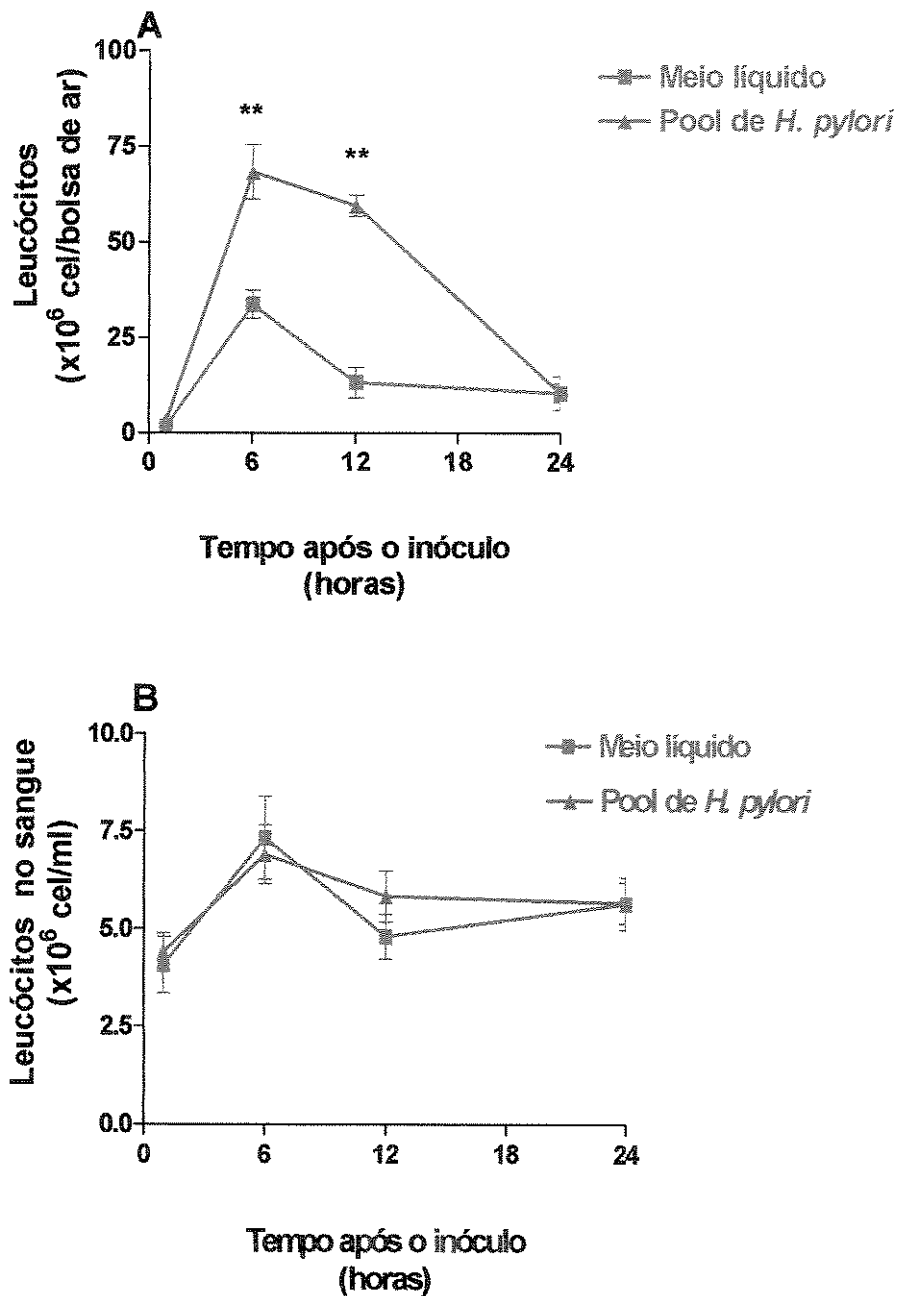 A
100
75
50
25
0
Leucócitos
(x10⁶ cel/bolsa de ar)
**
**
Meio líquido
Pool de H. pylori
0 6 12 18 24
Tempo após o inóculo
(horas)
B
10.0
7.5
5.0
2.5
0.0
Leucócitos no sangue
(x10⁶ cel/ml)
Meio líquido
Pool de H. pylori
0 6 12 18 24
Tempo após o inóculo
(horas)